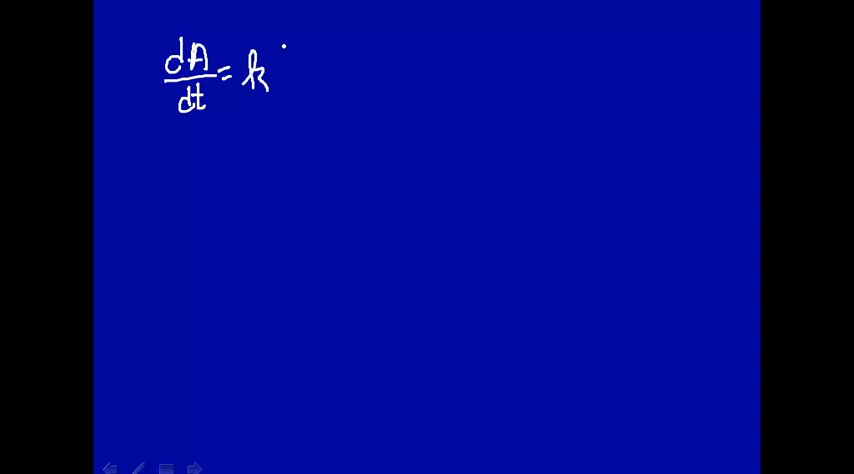 dA/dt = k